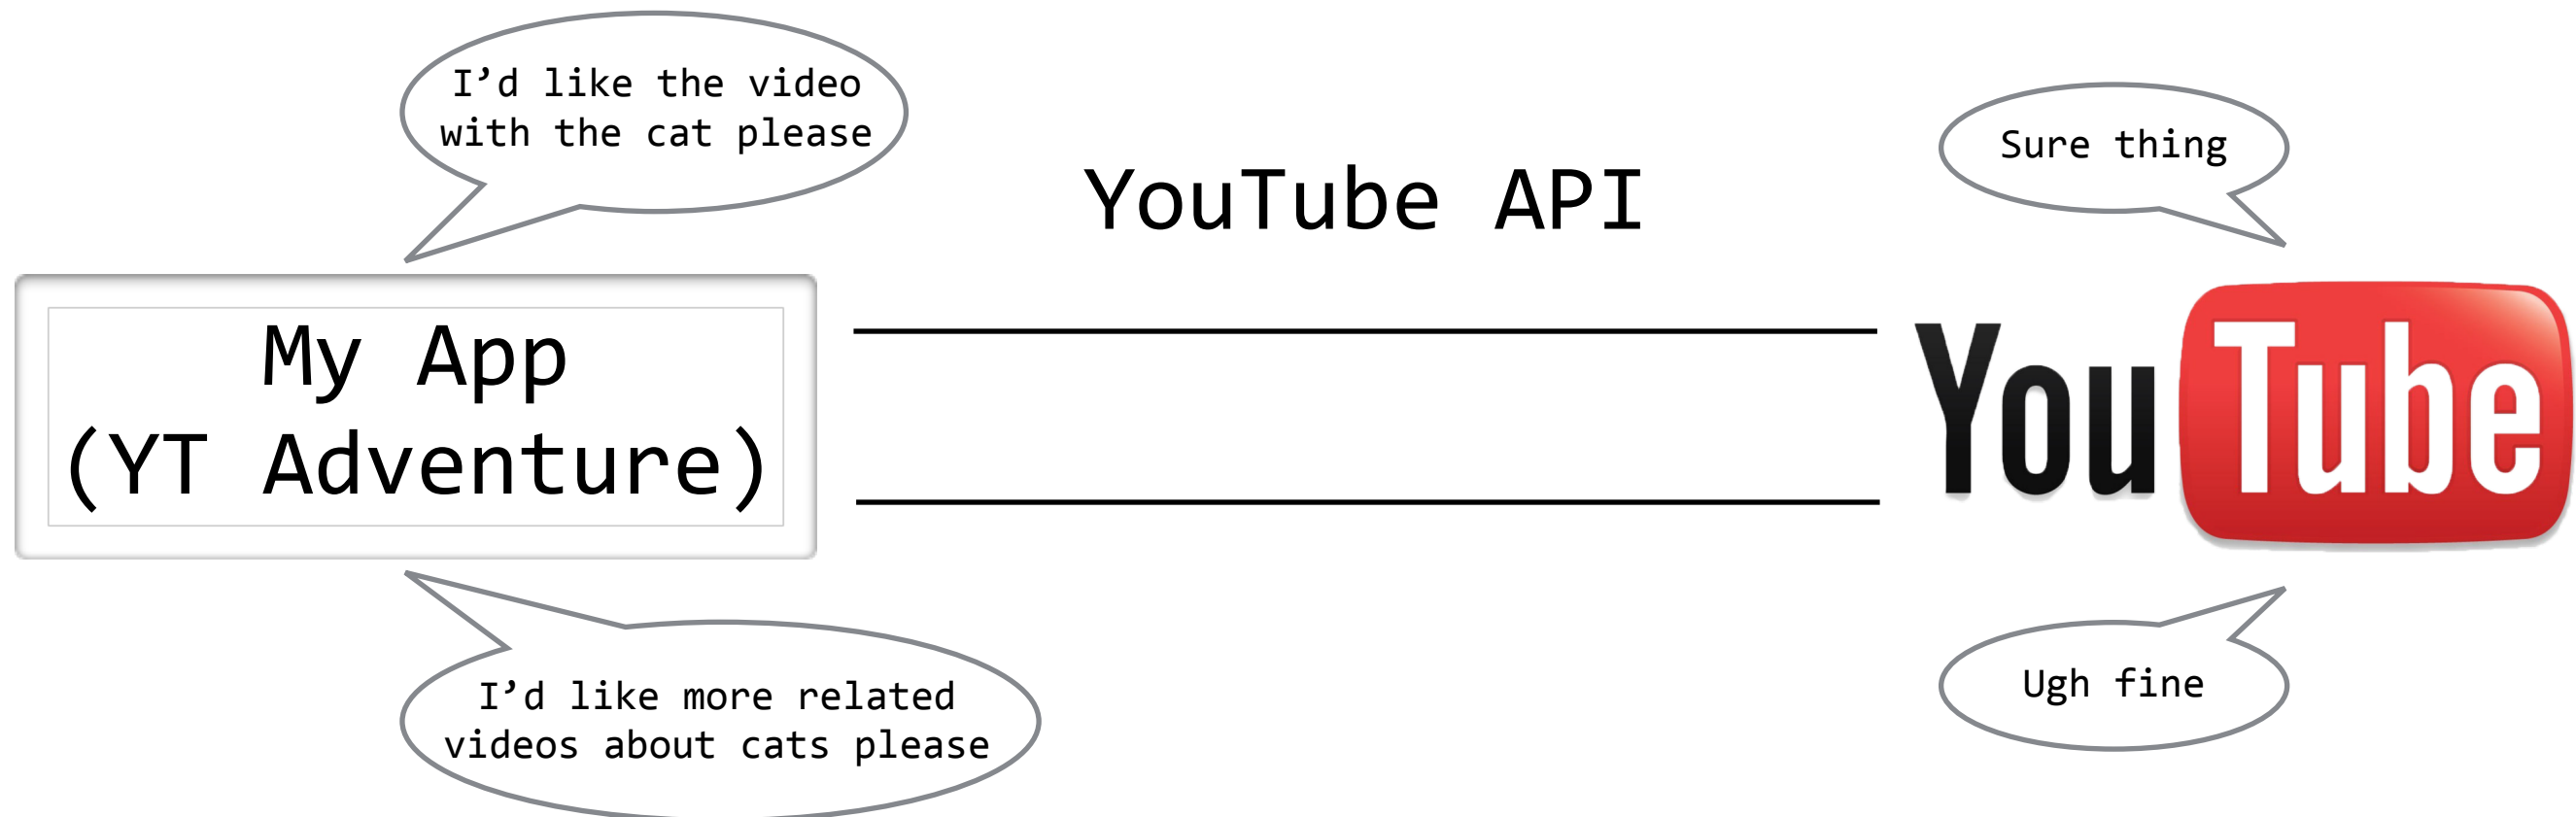 I’d like the video
with the cat please
Sure thing
YouTube API
My App
(YT Adventure)
YouTube
I’d like more related
videos about cats please
Ugh fine